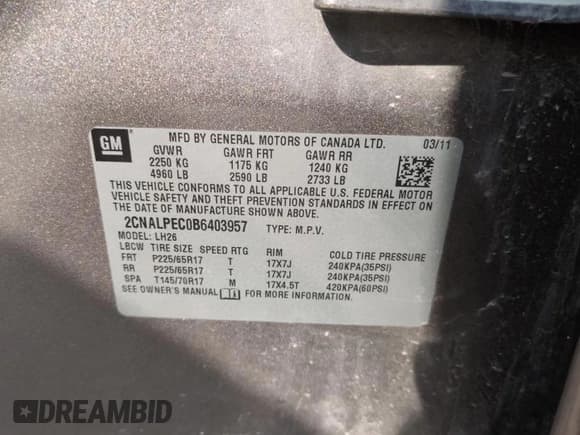 GM
MFD BY GENERAL MOTORS OF CANADA LTD. 03/11
GVWR GAWR FRT GAWR RR
2250 KG 1175 KG 1240 KG
4960 LB 2590 LB 2733 LB
THIS VEHICLE CONFORMS TO ALL APPLICABLE U.S. FEDERAL MOTOR
VEHICLE SAFETY AND THEFT PREVENTION STANDARDS IN EFFECT ON
THE DATE OF MANUFACTURE SHOWN ABOVE.
2CNALPEC0B6403957 TYPE: M.P.V.
MODEL: LH26
LBCW TIRE SIZE SPEED RTG RIM COLD TIRE PRESSURE
FRT P225/65R17 T 17X7J 240KPA(35PSI)
RR P225/65R17 T 17X7J 240KPA(35PSI)
SPA T145/70R17 M 17X4.5T 420KPA(60PSI)
SEE OWNER'S MANUAL FOR MORE INFORMATION.
DREAMBID